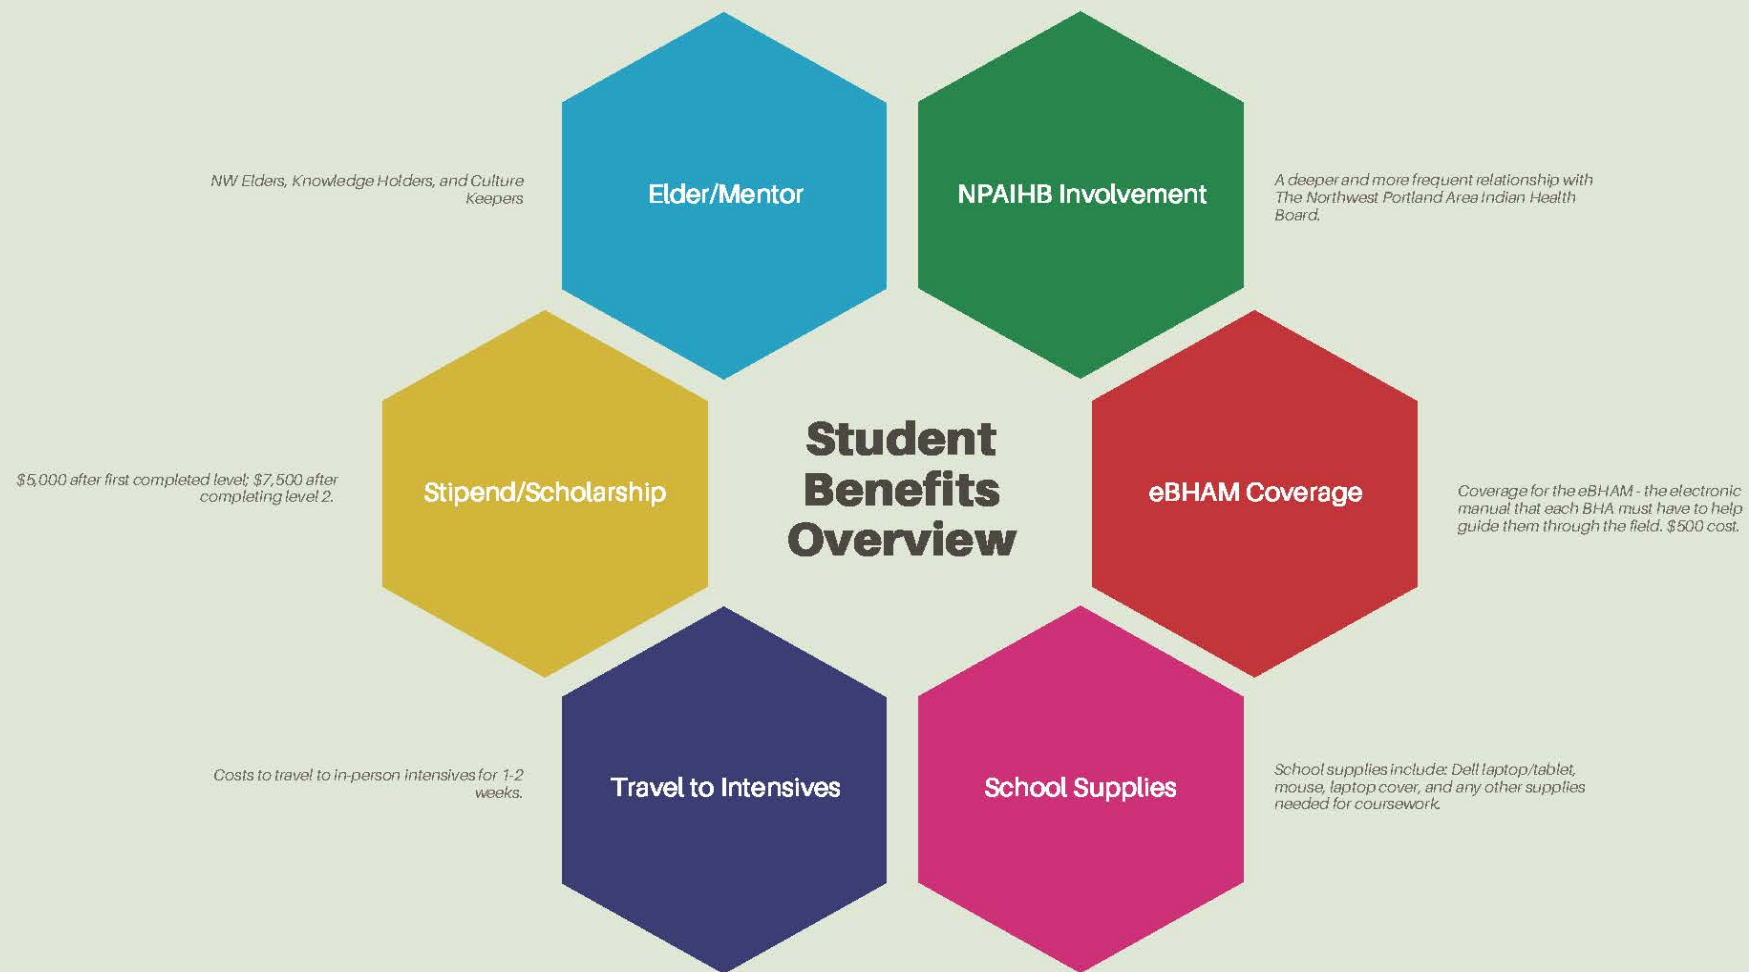 NW Elders, Knowledge Holders, and Culture
Keepers
Elder/Mentor
NPAIHB Involvement
A deeper and more frequent relationship with
The Northwest Portland Area Indian Health
Board.
$5,000 after first completed level; $7,500 after
completing level 2.
Stipend/Scholarship
Student
Benefits
Overview
eBHAM Coverage
Coverage for the eBHAM - the electronic
manual that each BHA must have to help
guide them through the field. $500 cost.
Costs to travel to in-person intensives for 1-2
weeks.
Travel to Intensives
School Supplies
School supplies include: Dell laptop/tablet,
mouse, laptop cover, and any other supplies
needed for coursework.